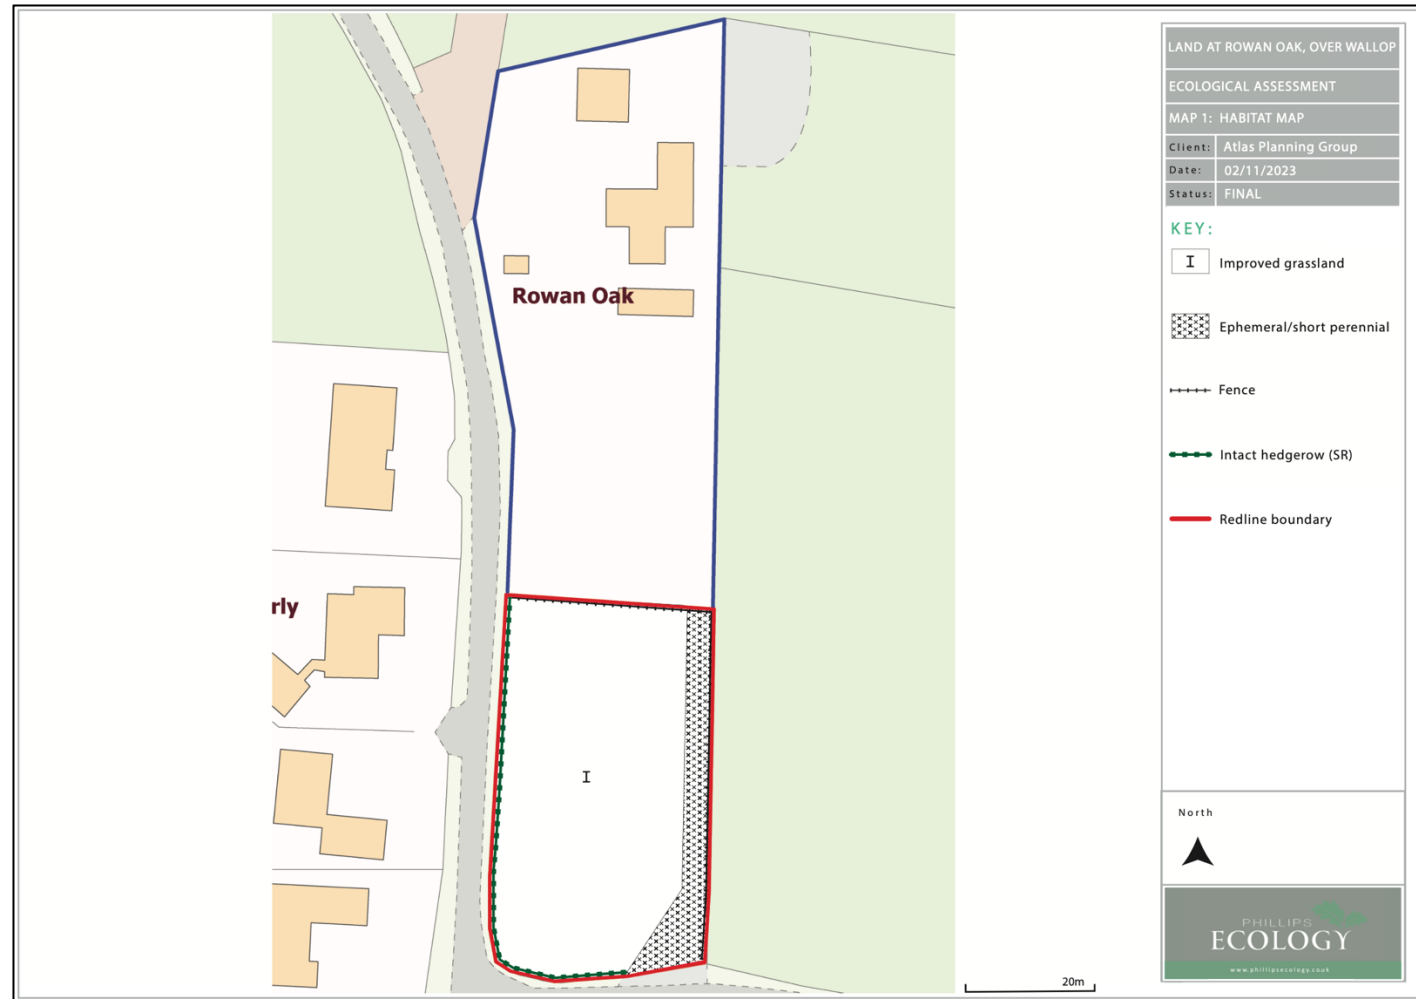 LAND AT ROWAN OAK, OVER WALLOP
ECOLOGICAL ASSESSMENT
MAP 1: HABITAT MAP
Client: Atlas Planning Group
Date: 02/11/2023
Status: FINAL
KEY:
I Improved grassland
Ephemeral/short perennial
Fence
Intact hedgerow (SR)
Redline boundary
Rowan Oak
rly
I
20m
North
PHILLIPS
ECOLOGY
www.phillipsecology.co.uk